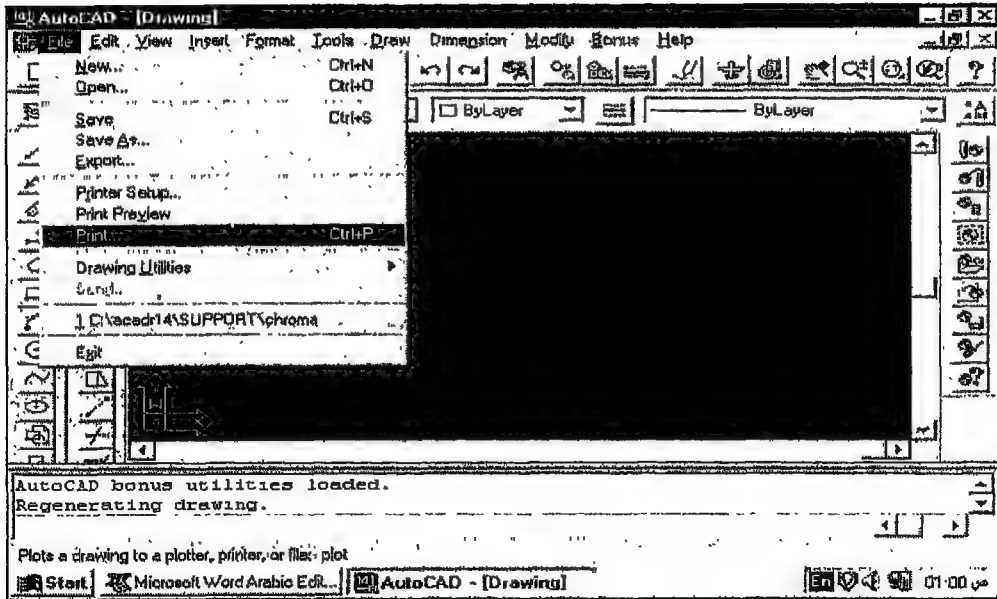 AutoCAD - [Drawing]
File Edit View Insert Format Tools Draw Dimension Modify Bonus Help
New... Ctrl+N
Open... Ctrl+O
Save Ctrl+S
Save As...
Export...
Printer Setup...
Print Preview
Print... Ctrl+P
Drawing Utilities
Send...
1 C:\acadr14\SUPPORT\chroma
Exit
ByLayer ByLayer
W
AutoCAD bonus utilities loaded.
Regenerating drawing.
Plots a drawing to a plotter, printer, or file: plot
Start Microsoft Word Arabic Edit... AutoCAD - [Drawing] En 01:00 ص